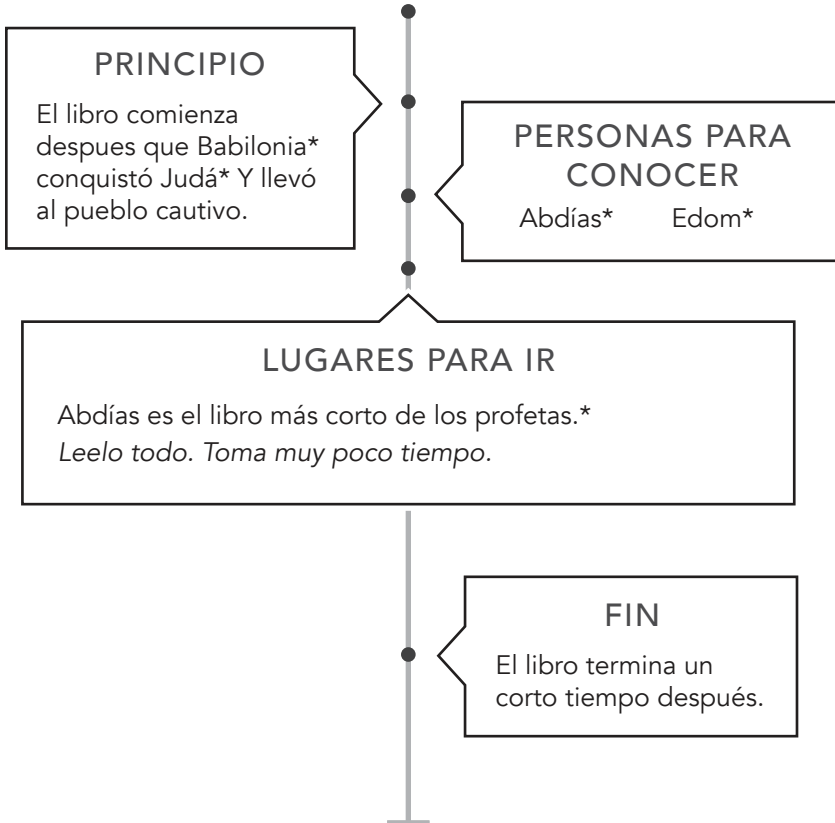 PRINCIPIO
El libro comienza
despues que Babilonia*
conquistó Judá* Y llevó
al pueblo cautivo.
PERSONAS PARA
CONOCER
Abdías* Edom*
LUGARES PARA IR
Abdías es el libro más corto de los profetas.*
Leelo todo. Toma muy poco tiempo.
FIN
El libro termina un
corto tiempo después.